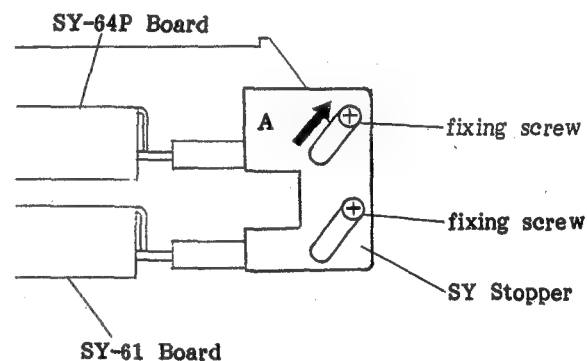 SY-64P Board
A
fixing screw
fixing screw
SY Stopper
SY-61 Board